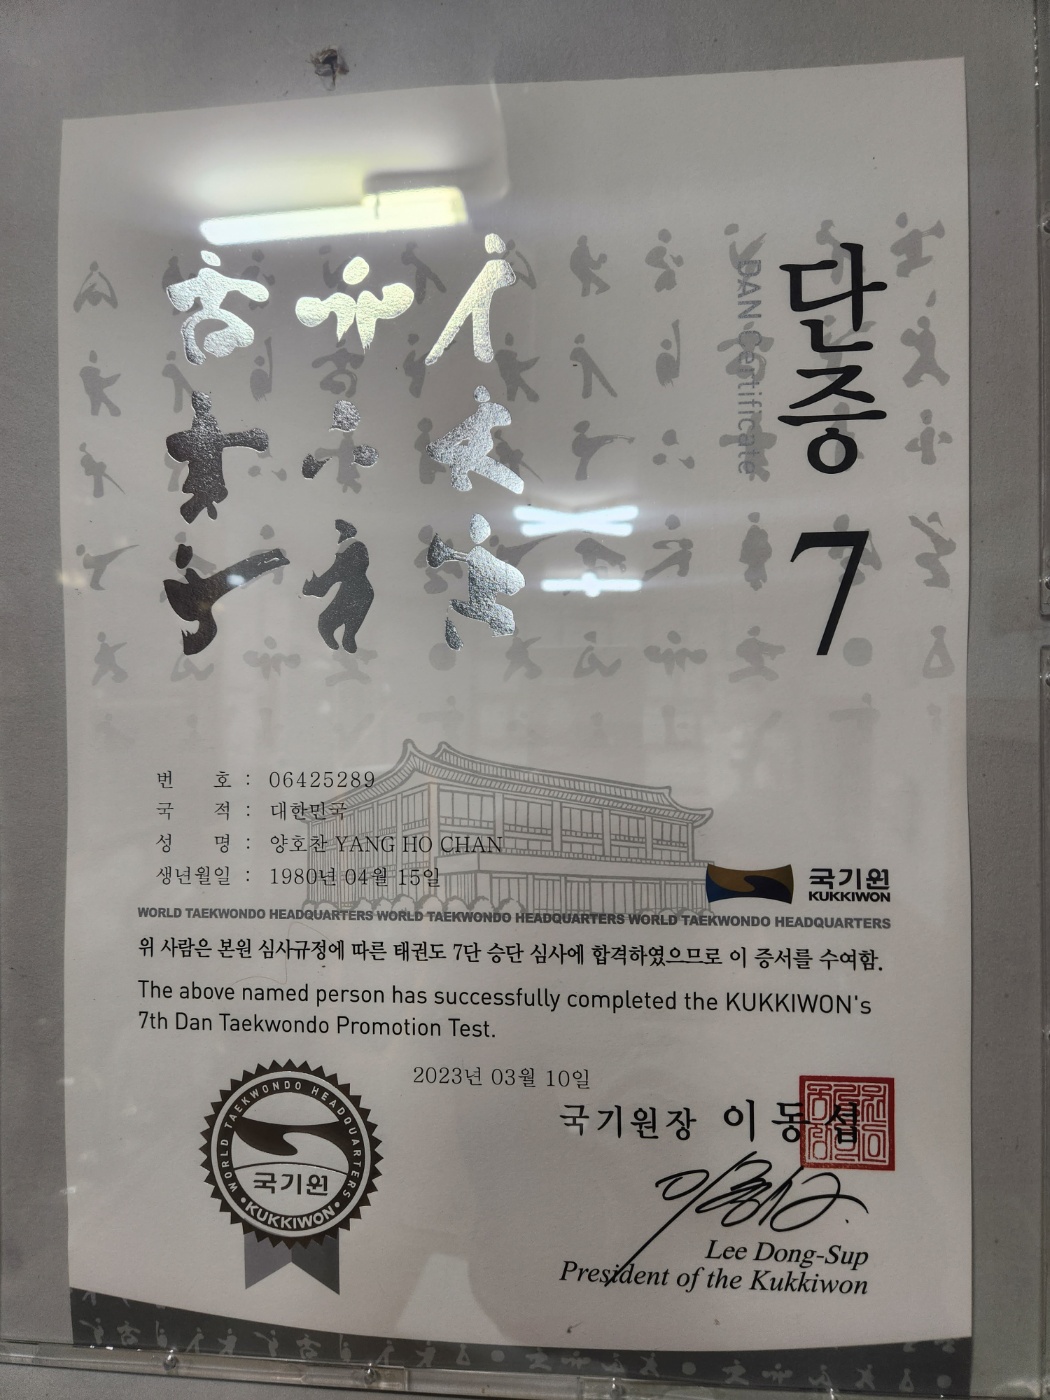 단증 7
DAN Certificate
번 호 : 06425289
국 적 : 대한민국
성 명 : 양호찬 YANG HO CHAN
생년월일 : 1980년 04월 15일
국기원
KUKKIWON
WORLD TAEKWONDO HEADQUARTERS WORLD TAEKWONDO HEADQUARTERS WORLD TAEKWONDO HEADQUARTERS
위 사람은 본원 심사규정에 따른 태권도 7단 승단 심사에 합격하였으므로 이 증서를 수여함.
The above named person has successfully completed the KUKKIWON's
7th Dan Taekwondo Promotion Test.
2023년 03월 10일
국기원장 이동섭
WORLD TAEKWONDO HEADQUARTERS
국기원
KUKKIWON
Lee Dong-Sup
President of the Kukkiwon